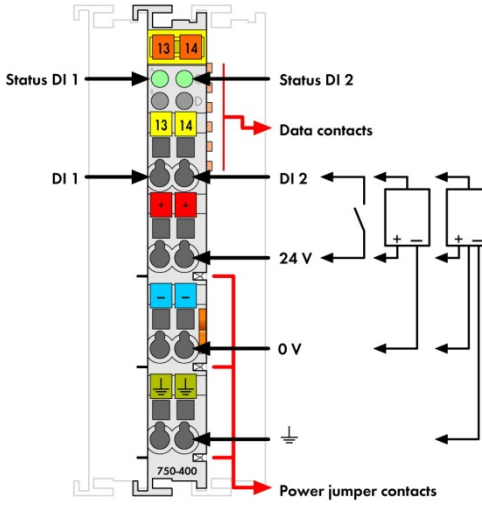 13 14
Status DI 1
Status DI 2
D
13 14
Data contacts
DI 1
DI 2
+ +
24 V
+ −
+ −
− −
0 V
750-400
Power jumper contacts